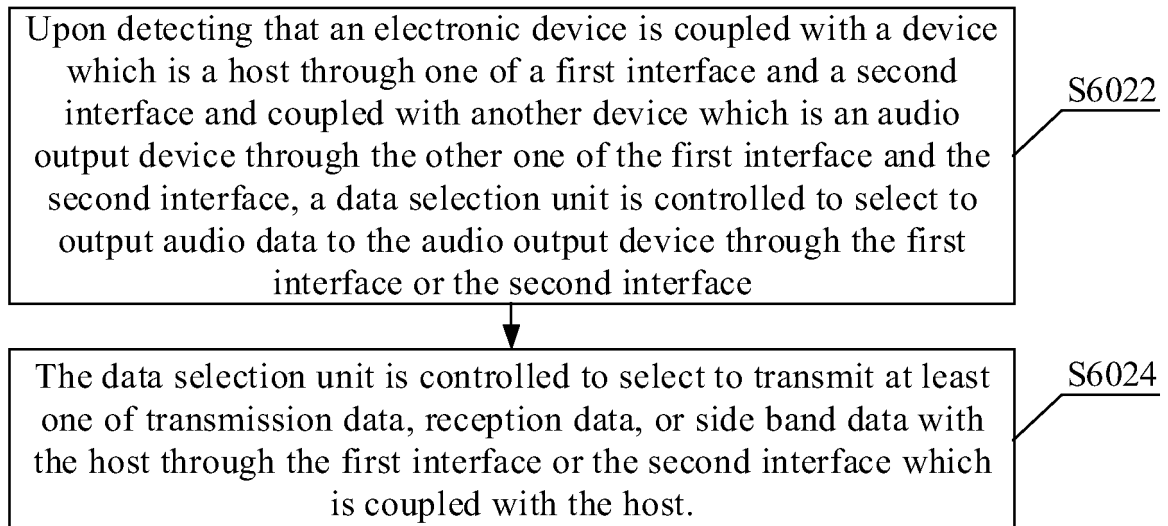 Upon detecting that an electronic device is coupled with a device
which is a host through one of a first interface and a second
interface and coupled with another device which is an audio
output device through the other one of the first interface and the
second interface, a data selection unit is controlled to select to
output audio data to the audio output device through the first
interface or the second interface
S6022
The data selection unit is controlled to select to transmit at least
one of transmission data, reception data, or side band data with
the host through the first interface or the second interface which
is coupled with the host.
S6024